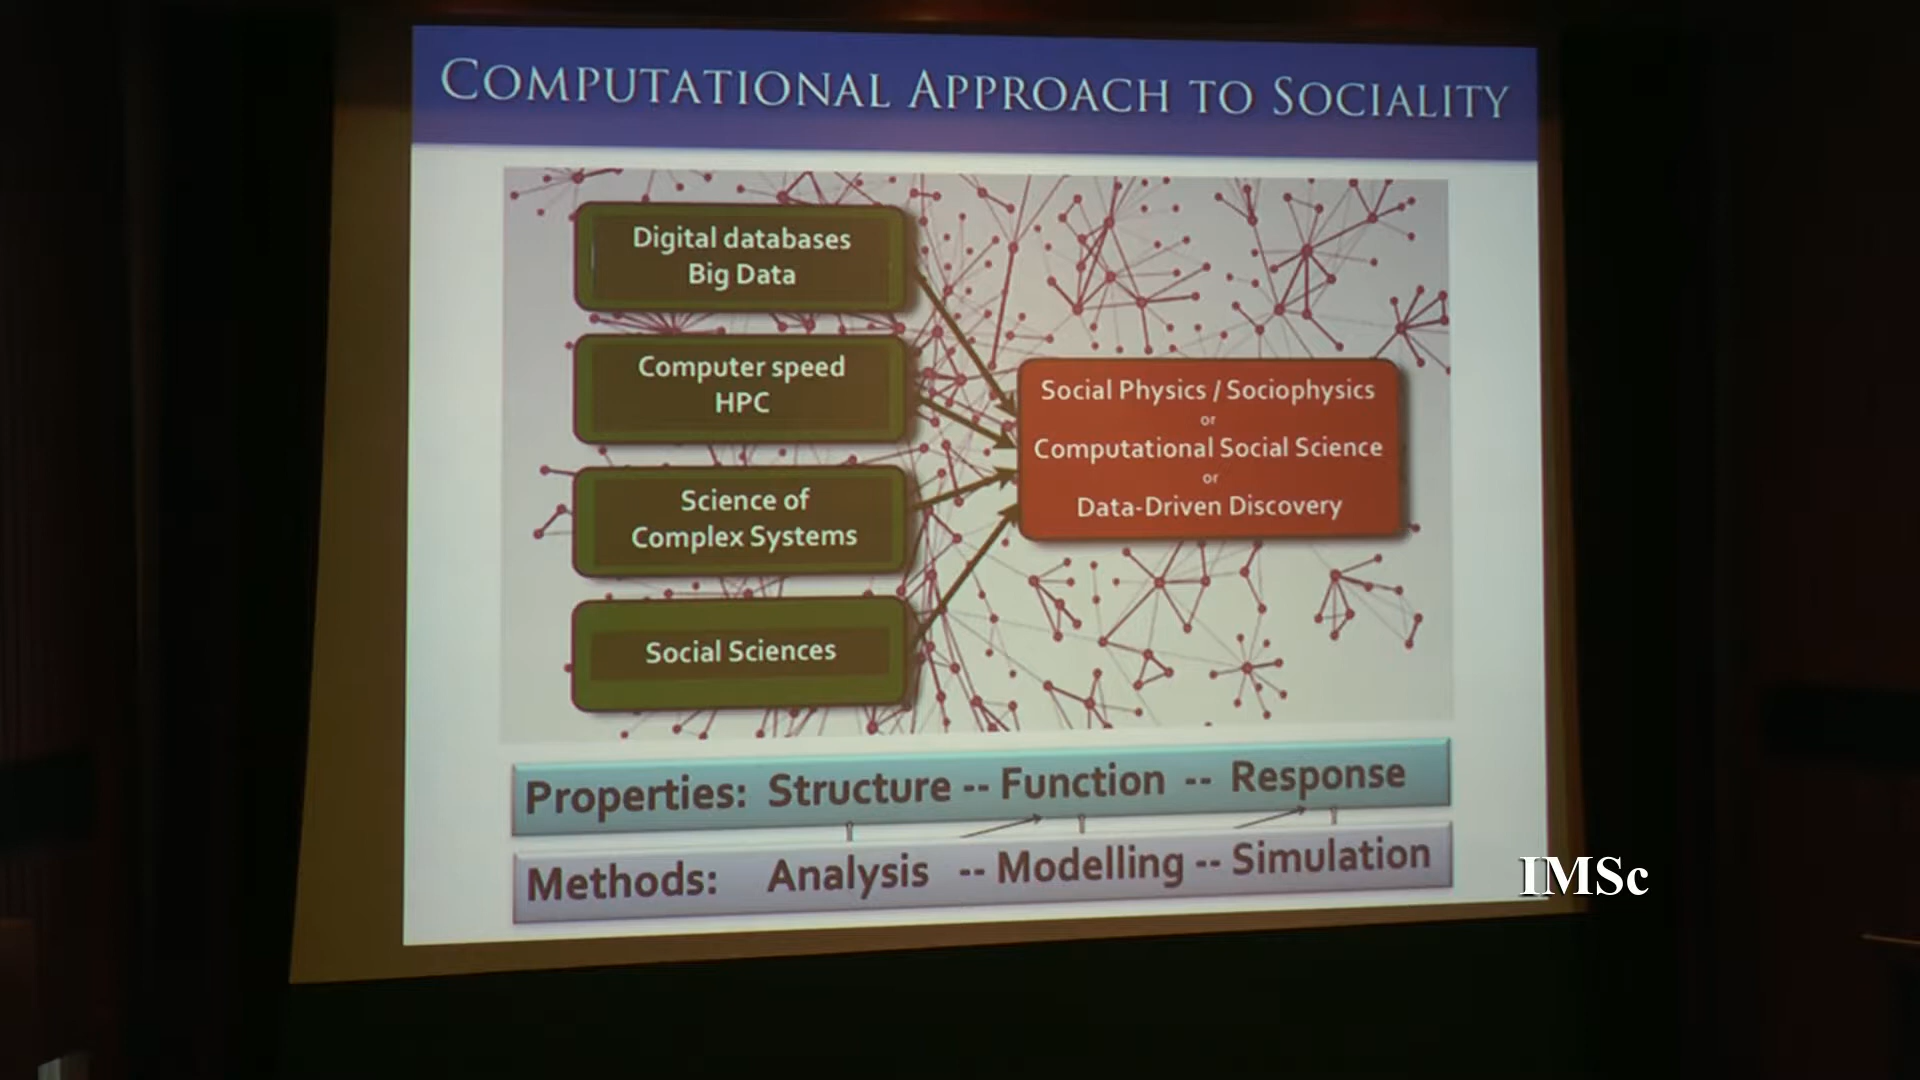 COMPUTATIONAL APPROACH TO SOCIALITY
Digital databases
Big Data
Computer speed
HPC
Science of
Complex Systems
Social Sciences
Social Physics / Sociophysics
or
Computational Social Science
or
Data-Driven Discovery
Properties: Structure -- Function -- Response
Methods: Analysis -- Modelling -- Simulation
IMSc